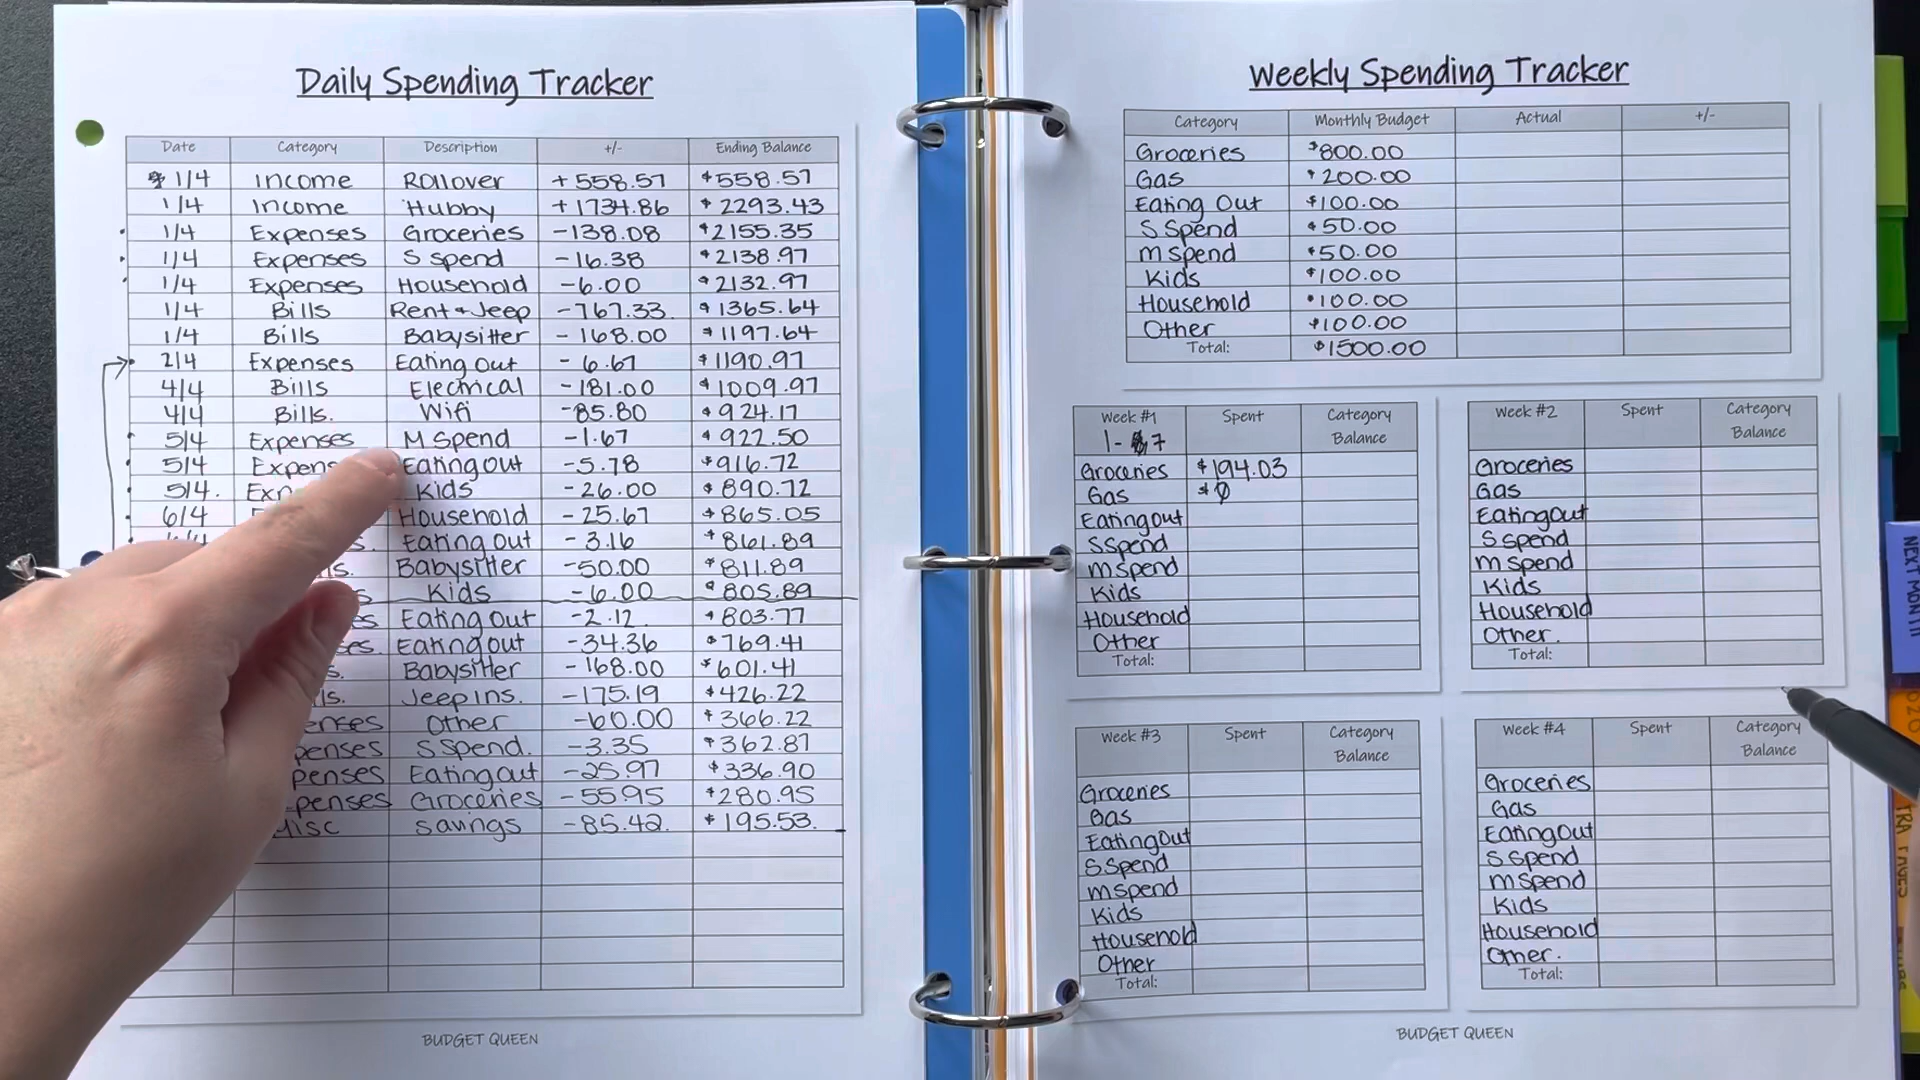 Daily Spending Tracker
Date Category Description +/- Ending Balance
1/4 Income Rollover +558.57 $558.57
1/4 Income Hubby +1734.86 $2293.43
1/4 Expenses Groceries -138.08 $2155.35
1/4 Expenses S spend -16.38 $2138.97
1/4 Expenses Household -6.00 $2132.97
1/4 Bills Rent + Jeep -767.33 $1365.64
1/4 Bills Babysitter -168.00 $1197.64
2/4 Expenses Eating Out -6.67 $1190.97
4/4 Bills Electrical -181.00 $1009.97
4/4 Bills. Wifi -85.80 $924.17
5/4 Expenses M Spend -1.67 $922.50
5/4 Eating Out -5.78 $916.72
5/4. Kids -26.00 $890.72
6/4 Household -25.67 $865.05
Eating Out -3.16 $861.89
Babysitter -50.00 $811.89
Kids -6.00 $805.89
Eating Out -2.12 $803.77
Eating Out -34.36 $769.41
Babysitter -168.00 $601.41
Jeep Ins. -175.19 $426.22
Other -60.00 $366.22
S Spend. -3.35 $362.87
Eating Out -25.97 $336.90
Groceries -55.95 $280.95
savings -85.42 $195.53.
BUDGET QUEEN
Weekly Spending Tracker
Category Monthly Budget Actual +/-
Groceries $800.00
Gas $200.00
Eating Out $100.00
S Spend $50.00
M Spend $50.00
Kids $100.00
Household $100.00
Other $100.00
Total: $1500.00
Week #1 Spent Category Balance
1-7
Groceries $194.03
Gas $0
Eating Out
S Spend
M Spend
Kids
Household
Other
Total:
Week #2 Spent Category Balance
Groceries
Gas
Eating Out
S Spend
M Spend
Kids
Household
Other.
Total:
Week #3 Spent Category Balance
Groceries
Gas
Eating Out
S Spend
M Spend
Kids
Household
Other
Total:
Week #4 Spent Category Balance
Groceries
Gas
Eating Out
S Spend
M Spend
Kids
Household
Other.
Total:
BUDGET QUEEN
NEXT MONTH